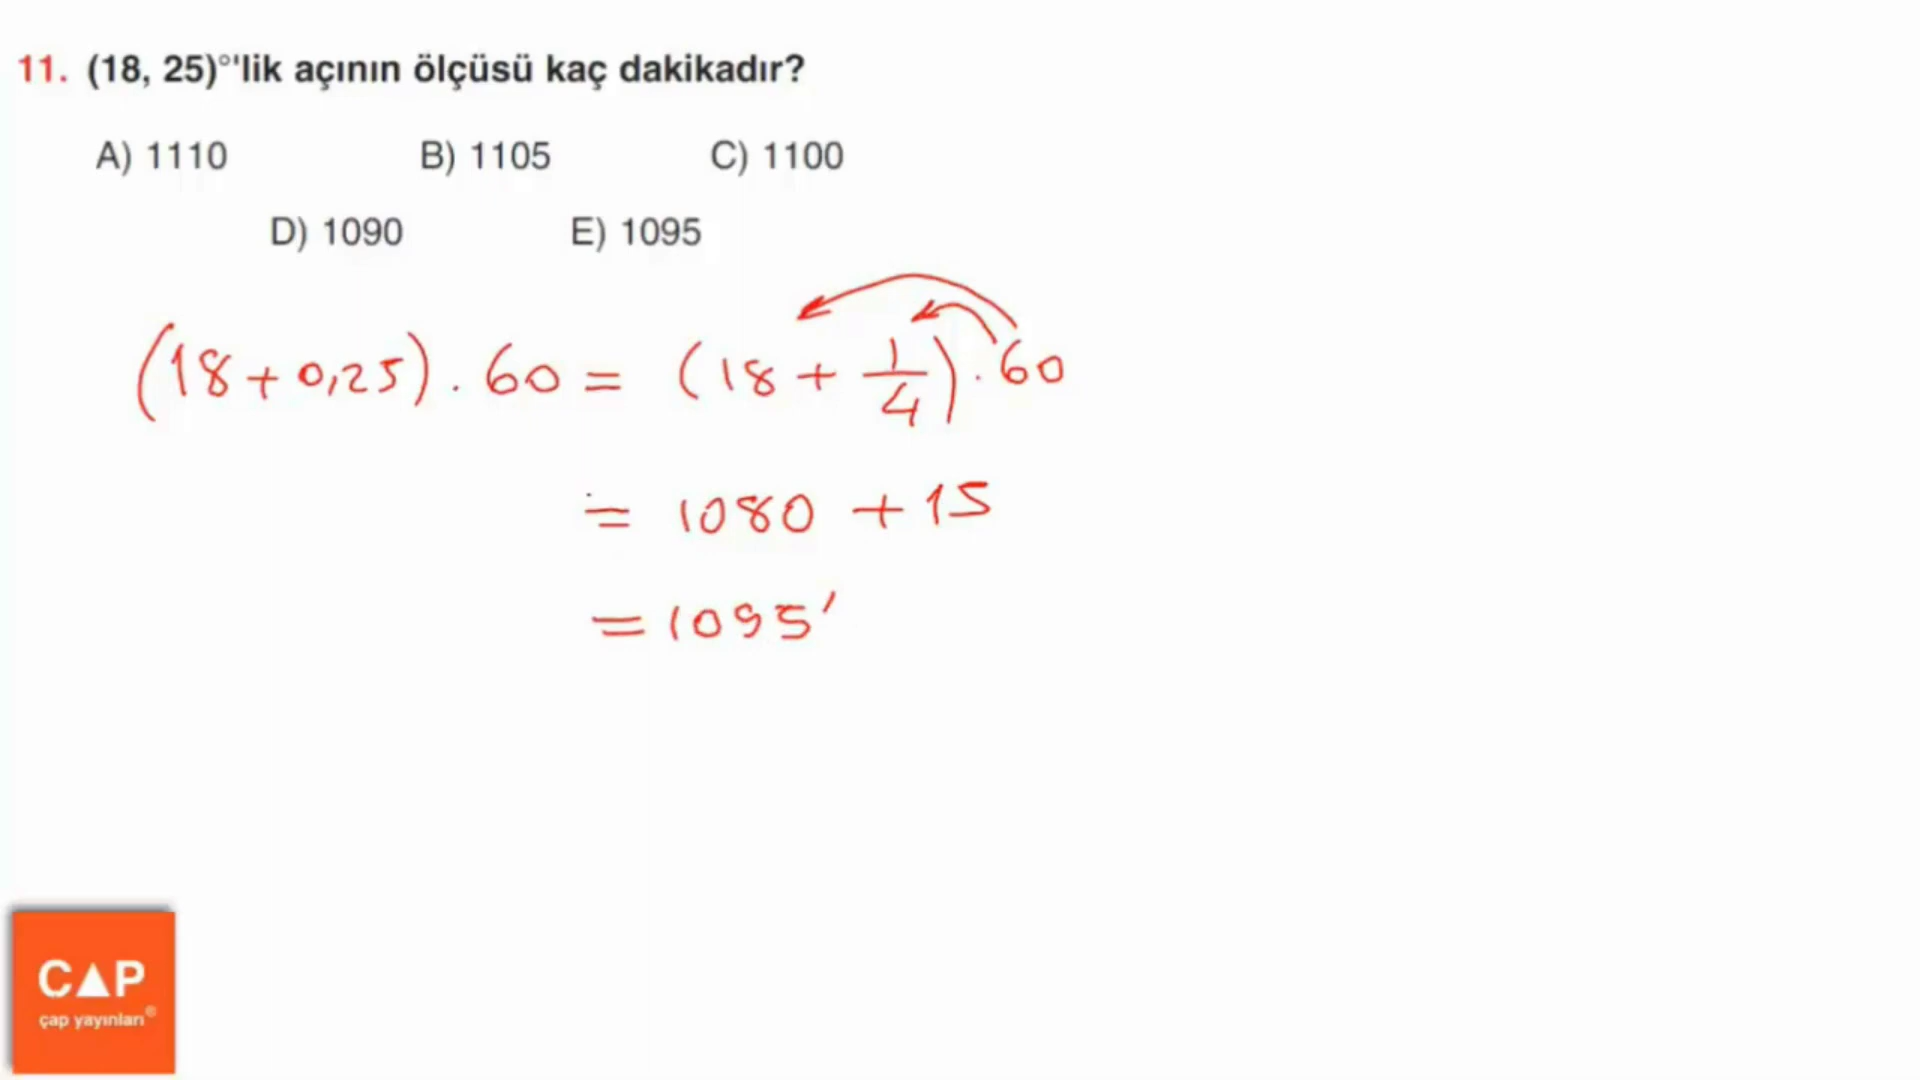 11. (18, 25)°'lik açının ölçüsü kaç dakikadır?
A) 1110 B) 1105 C) 1100
D) 1090 E) 1095
(18+0,25).60 = (18+1/4).60
= 1080 + 15
= 1095'
CAP
çap yayınları®